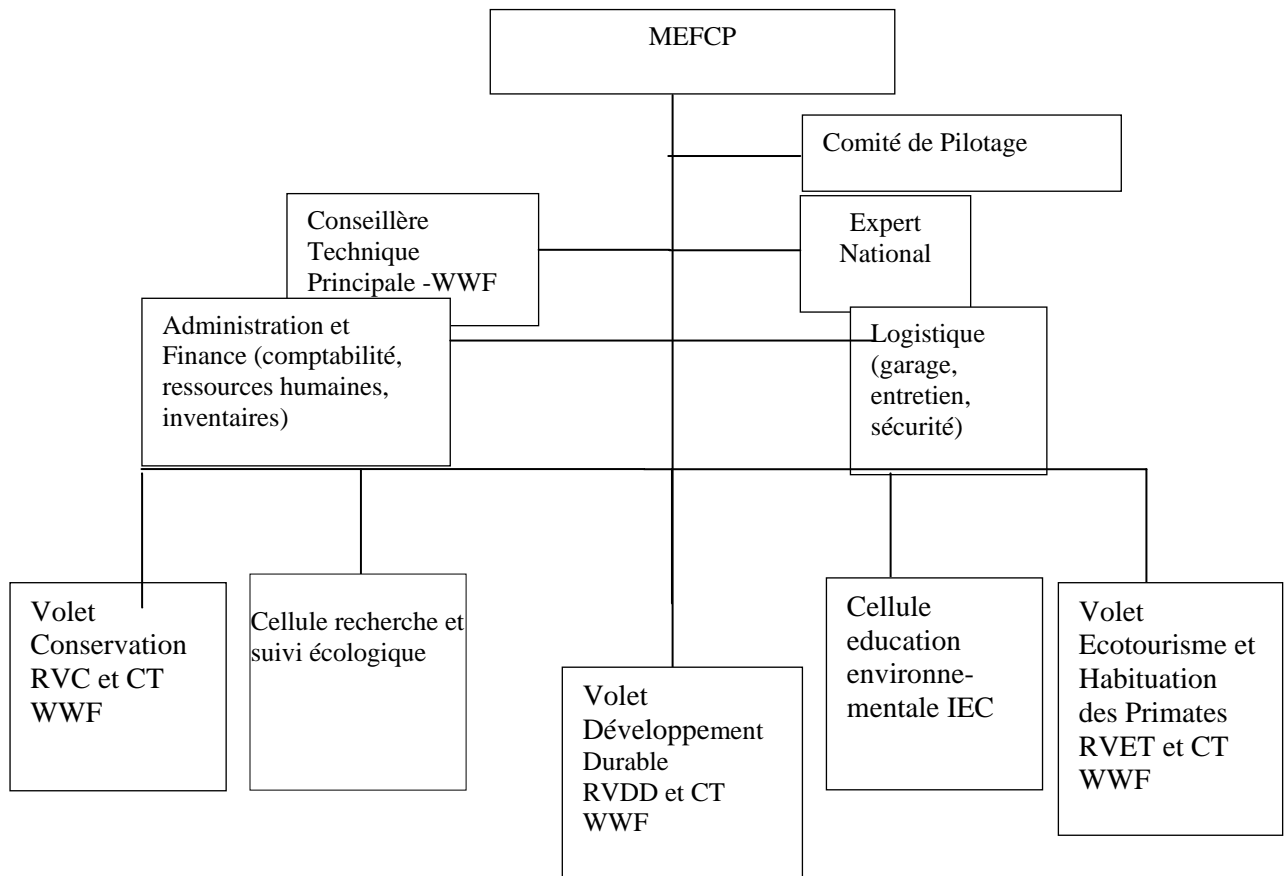 MEFCP
Comité de Pilotage
Conseillère
Technique
Principale -WWF
Expert
National
Administration et
Finance (comptabilité,
ressources humaines,
inventaires)
Logistique
(garage,
entretien,
sécurité)
Volet
Conservation
RVC et CT
WWF
Cellule recherche et
suivi écologique
Volet
Développement
Durable
RVDD et CT
WWF
Cellule
education
environne-
mentale IEC
Volet
Ecotourisme et
Habituation
des Primates
RVET et CT
WWF